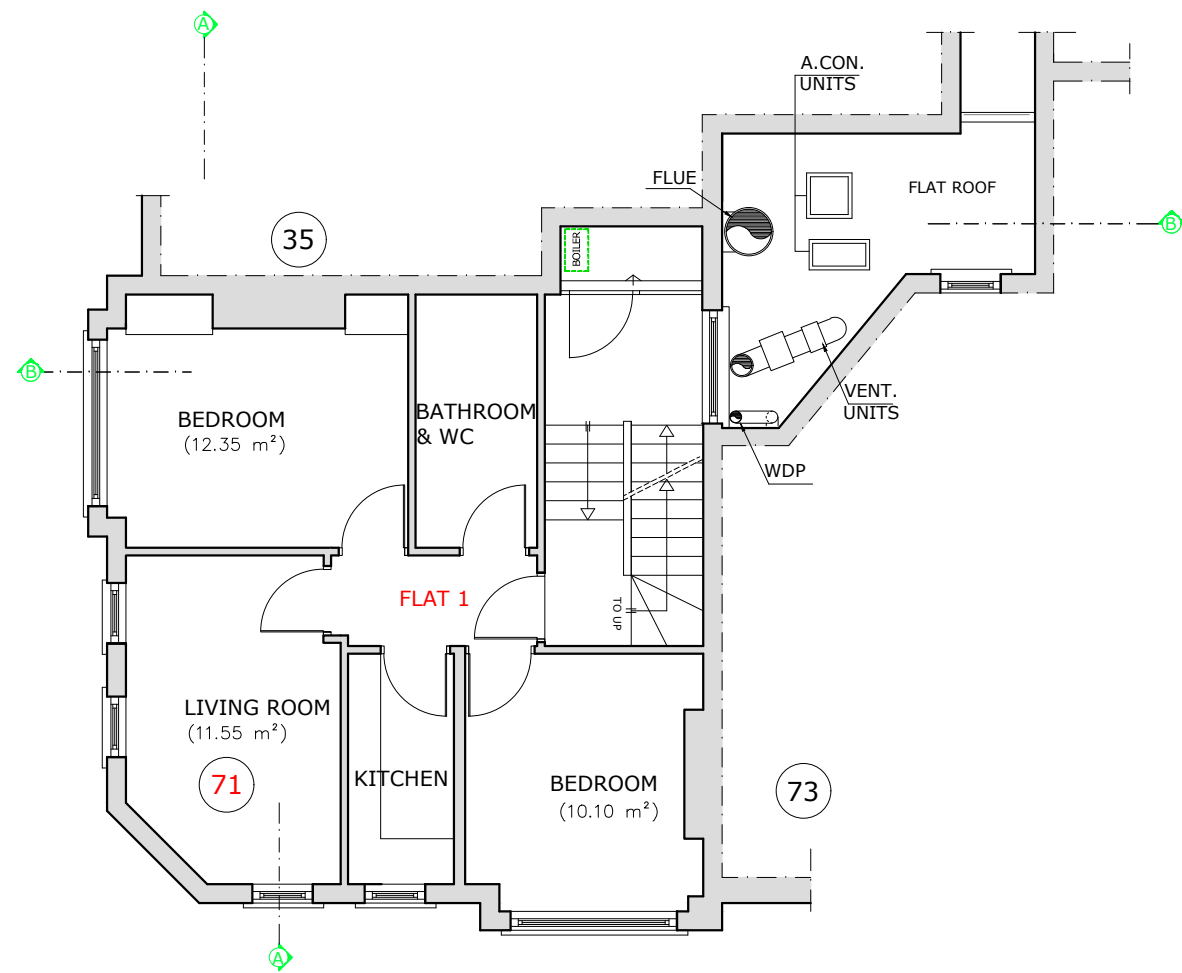 A
A.CON.
UNITS
FLUE
FLAT ROOF
B
35
BOILER
B
BEDROOM
(12.35 m²)
BATHROOM
& WC
VENT.
UNITS
WDP
FLAT 1
TO UP
LIVING ROOM
(11.55 m²)
71
KITCHEN
BEDROOM
(10.10 m²)
73
A